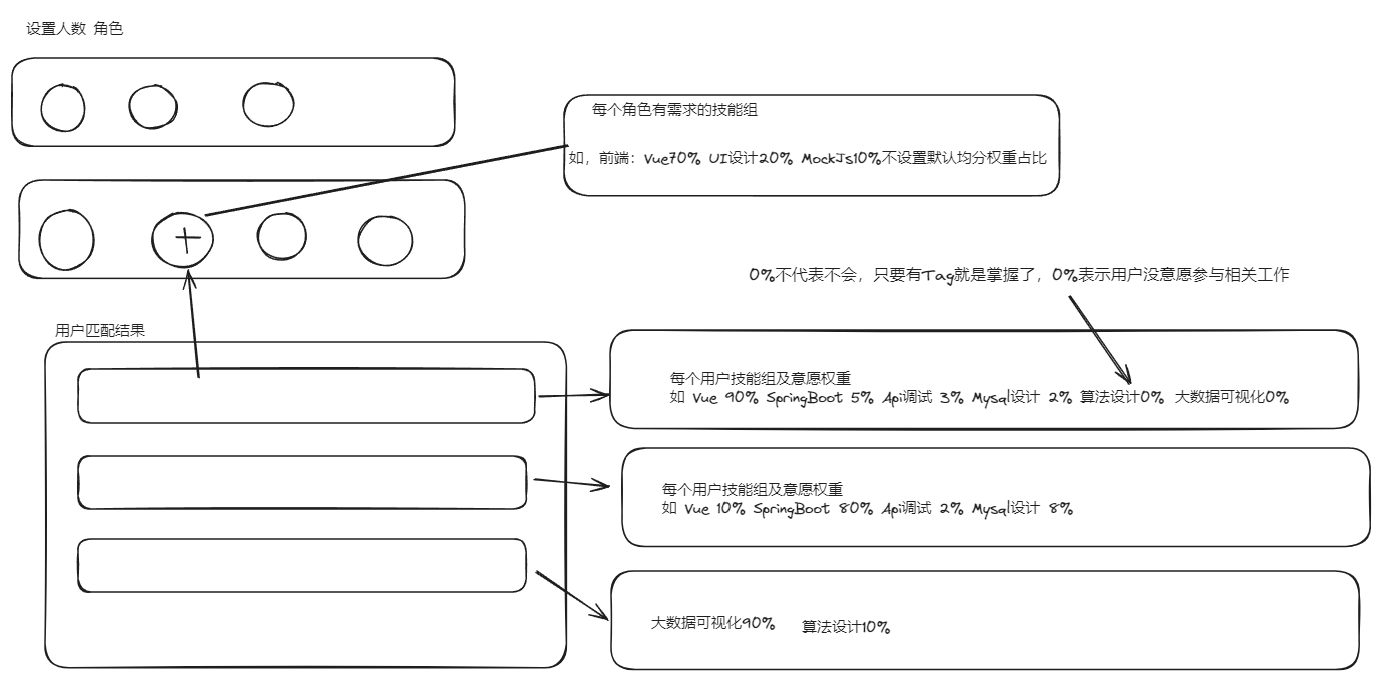 设置人数 角色
每个角色有需求的技能组
如，前端：Vue70% UI设计20% MockJs10%不设置默认均分权重占比
0%不代表不会，只要有Tag就是掌握了，0%表示用户没意愿参与相关工作
用户匹配结果
每个用户技能组及意愿权重
如 Vue 90% SpringBoot 5% Api调试 3% Mysql设计 2% 算法设计0% 大数据可视化0%
每个用户技能组及意愿权重
如 Vue 10% SpringBoot 80% Api调试 2% Mysql设计 8%
大数据可视化90% 算法设计10%